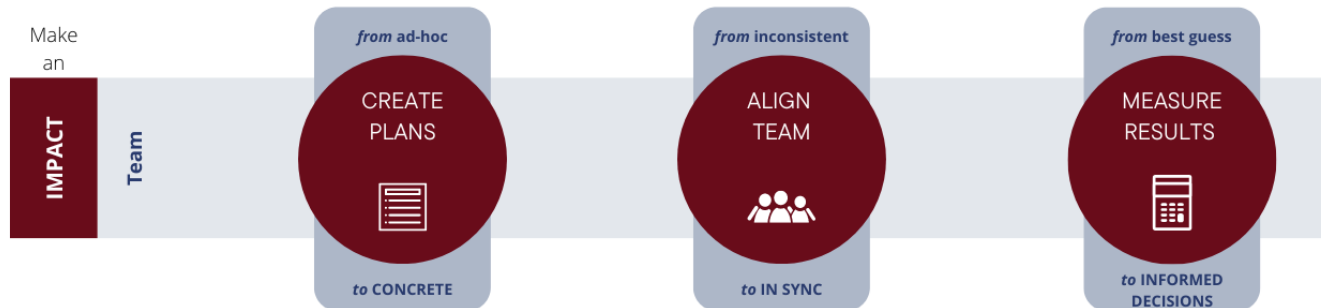 Make
an
IMPACT
Team
from ad-hoc
CREATE
PLANS
to CONCRETE
from inconsistent
ALIGN
TEAM
to IN SYNC
from best guess
MEASURE
RESULTS
to INFORMED
DECISIONS